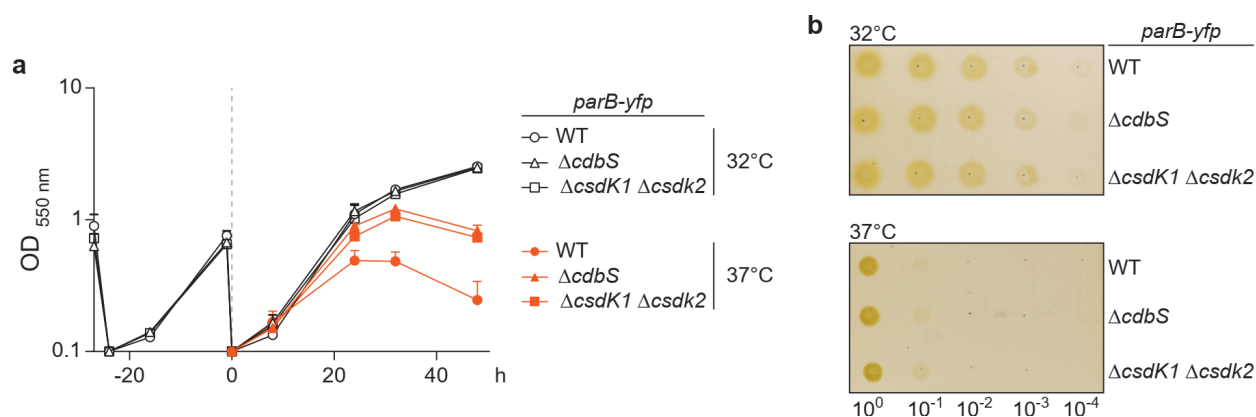 a
OD 550 nm
10
1
0.1
-20
0
20
40
h
parB-yfp
WT
ΔcdbS
ΔcsdK1 Δcsdk2
32°C
WT
ΔcdbS
ΔcsdK1 Δcsdk2
37°C
b
32°C
parB-yfp
WT
ΔcdbS
ΔcsdK1 Δcsdk2
37°C
WT
ΔcdbS
ΔcsdK1 Δcsdk2
10⁰ 10⁻¹ 10⁻² 10⁻³ 10⁻⁴